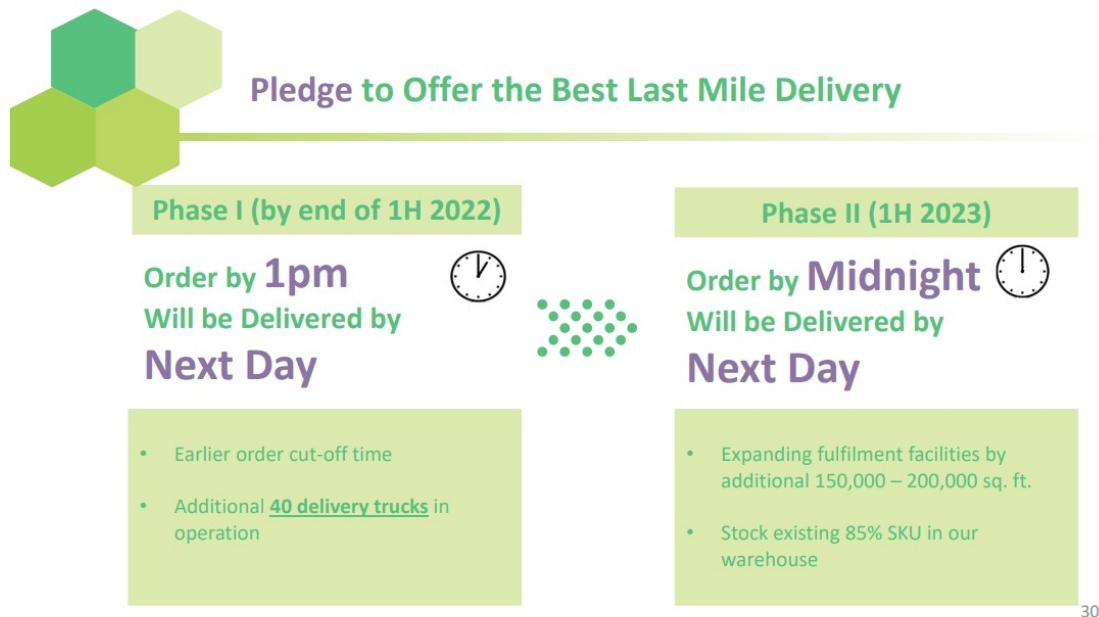 Pledge to Offer the Best Last Mile Delivery
Phase I (by end of 1H 2022)
Order by 1pm
Will be Delivered by
Next Day
• Earlier order cut-off time
• Additional 40 delivery trucks in
operation
Phase II (1H 2023)
Order by Midnight
Will be Delivered by
Next Day
• Expanding fulfilment facilities by
additional 150,000 – 200,000 sq. ft.
• Stock existing 85% SKU in our
warehouse
30